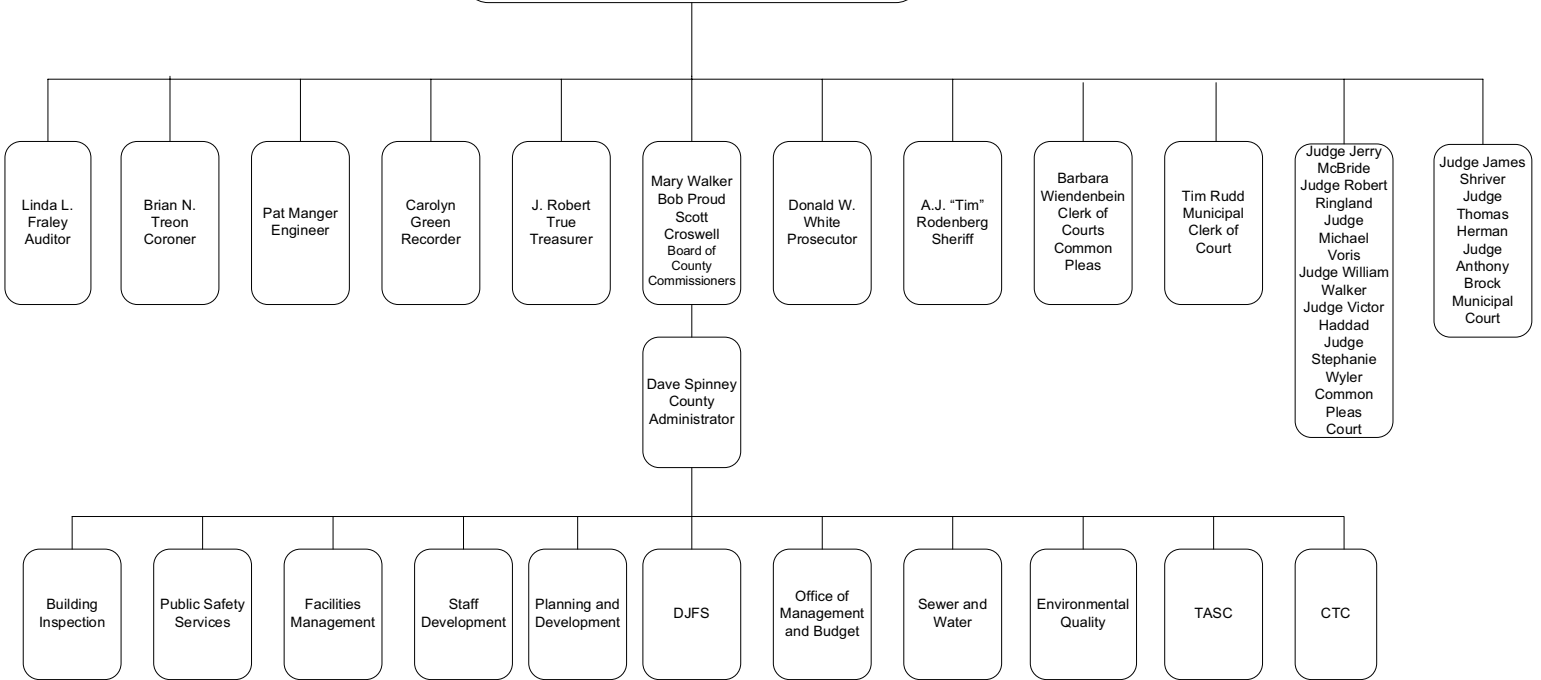 Linda L.
Fraley
Auditor
Brian N.
Treon
Coroner
Pat Manger
Engineer
Carolyn
Green
Recorder
J. Robert
True
Treasurer
Mary Walker
Bob Proud
Scott
Croswell
Board of
County
Commissioners
Donald W.
White
Prosecutor
A.J. “Tim”
Rodenberg
Sheriff
Barbara
Wiendenbein
Clerk of
Courts
Common
Pleas
Tim Rudd
Municipal
Clerk of
Court
Judge Jerry
McBride
Judge Robert
Ringland
Judge
Michael
Voris
Judge William
Walker
Judge Victor
Haddad
Judge
Stephanie
Wyler
Common
Pleas
Court
Judge James
Shriver
Judge
Thomas
Herman
Judge
Anthony
Brock
Municipal
Court
Dave Spinney
County
Administrator
Building
Inspection
Public Safety
Services
Facilities
Management
Staff
Development
Planning and
Development
DJFS
Office of
Management
and Budget
Sewer and
Water
Environmental
Quality
TASC
CTC